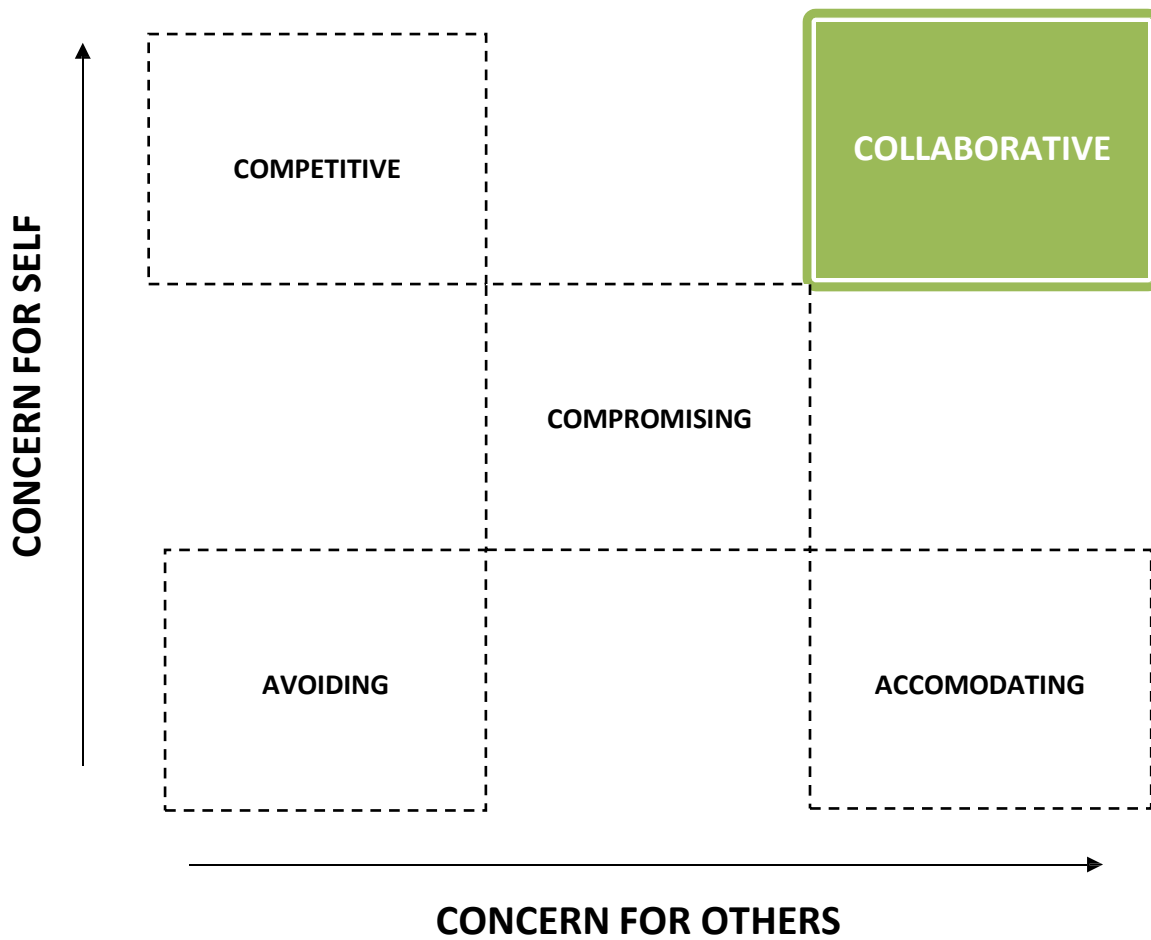 COMPETITIVE
COLLABORATIVE
CONCERN FOR SELF
COMPROMISING
AVOIDING
ACCOMODATING
CONCERN FOR OTHERS